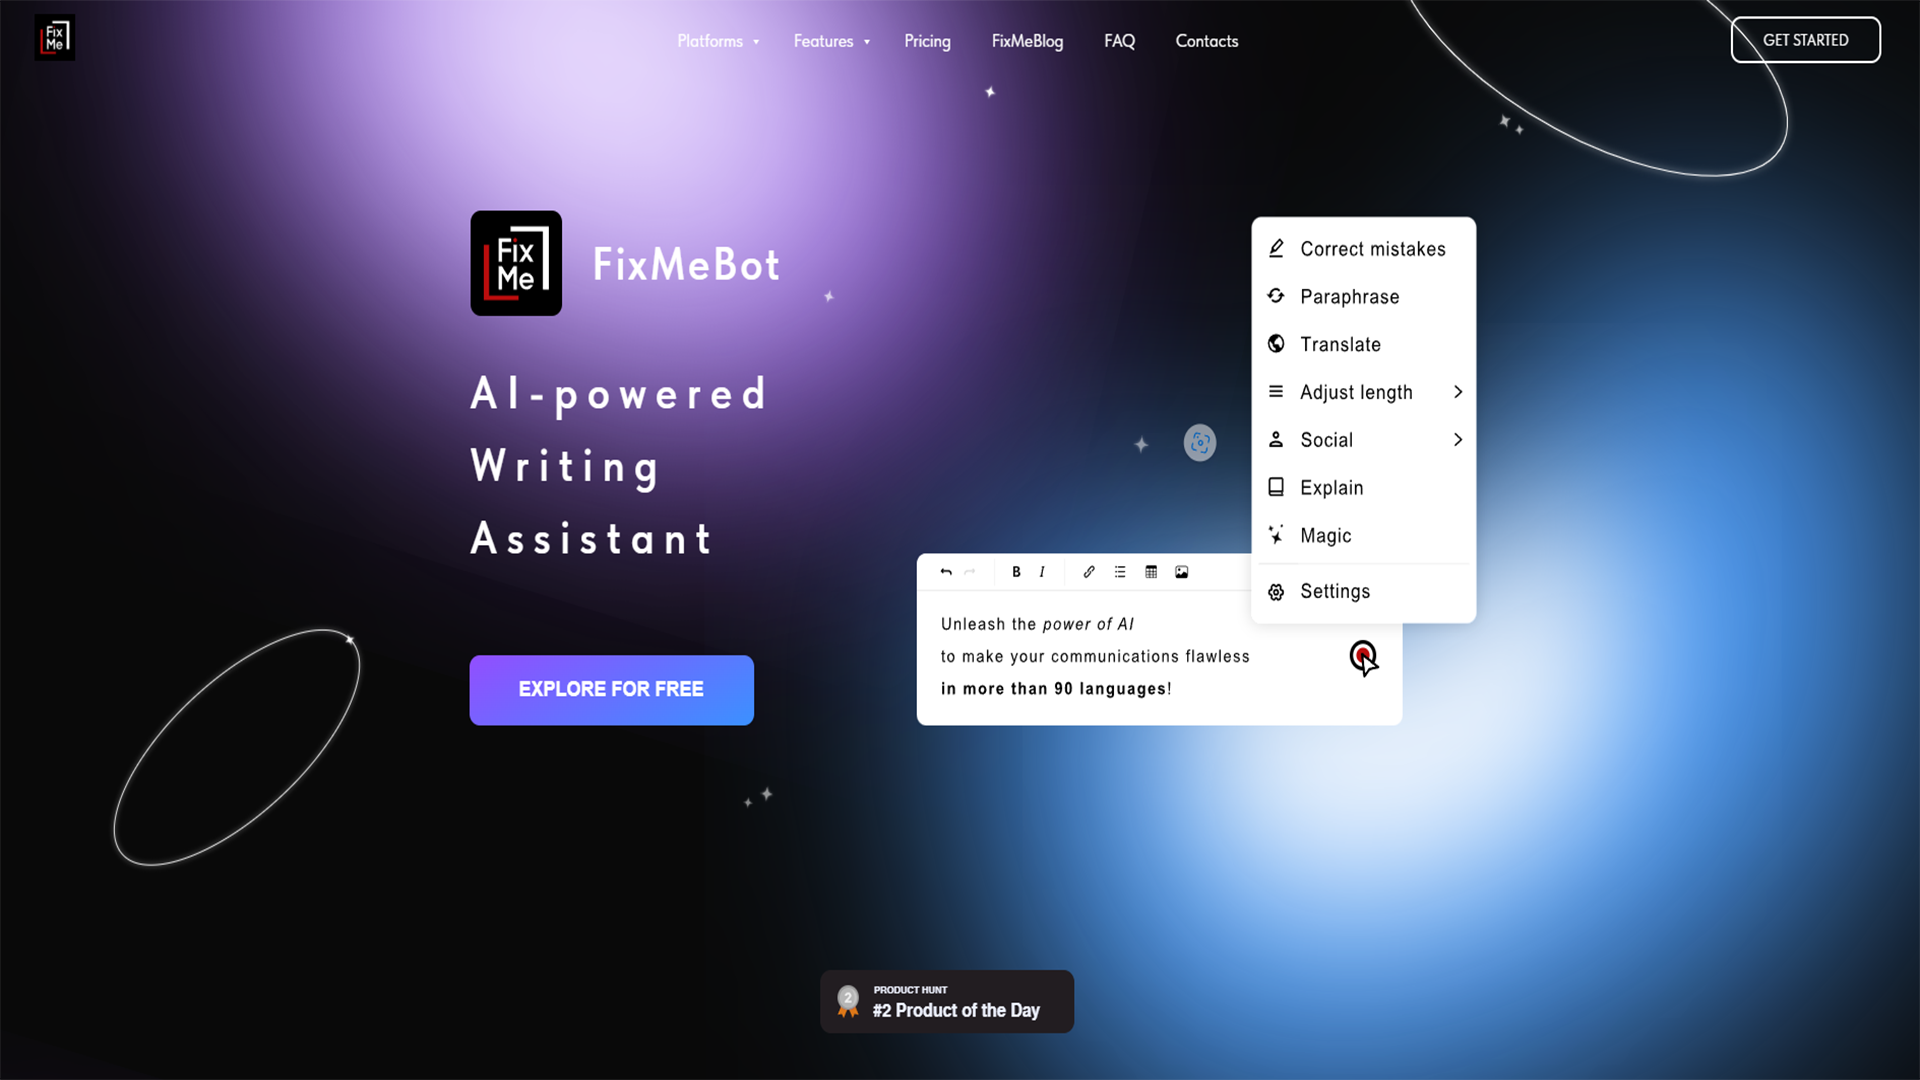 Fix
Me
Platforms
Features
Pricing
FixMeBlog
FAQ
Contacts
GET STARTED
Fix
Me
FixMeBot
AI-powered
Writing
Assistant
EXPLORE FOR FREE
Correct mistakes
Paraphrase
Translate
Adjust length
Social
Explain
Magic
Settings
B I
Unleash the power of AI
to make your communications flawless
in more than 90 languages!
2
PRODUCT HUNT
#2 Product of the Day